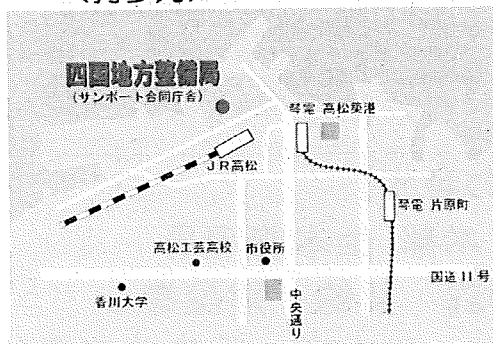 四国地方整備局
(サンポート合同庁舎)
琴電 高松築港
JR高松
琴電 片原町
高松工芸高校
市役所
国道 11号
香川大学
中央通り